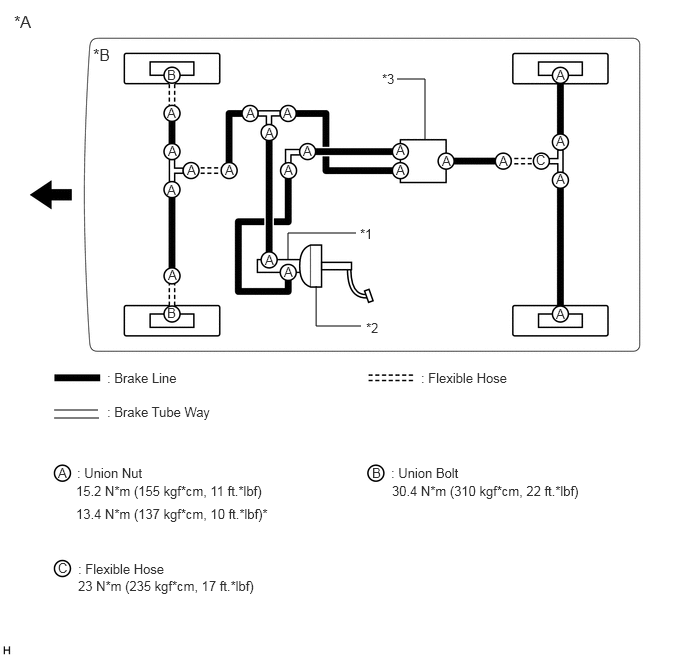 *A
*B
B
A
A
A
A
A
B
A
A
A
A
A
A
A
A
*1
*2
*3
A
A
A
A
C
A
A
A
A
: Brake Line
: Flexible Hose
: Brake Tube Way
A : Union Nut
15.2 N*m (155 kgf*cm, 11 ft.*lbf)
13.4 N*m (137 kgf*cm, 10 ft.*lbf)*
B : Union Bolt
30.4 N*m (310 kgf*cm, 22 ft.*lbf)
C : Flexible Hose
23 N*m (235 kgf*cm, 17 ft.*lbf)
H